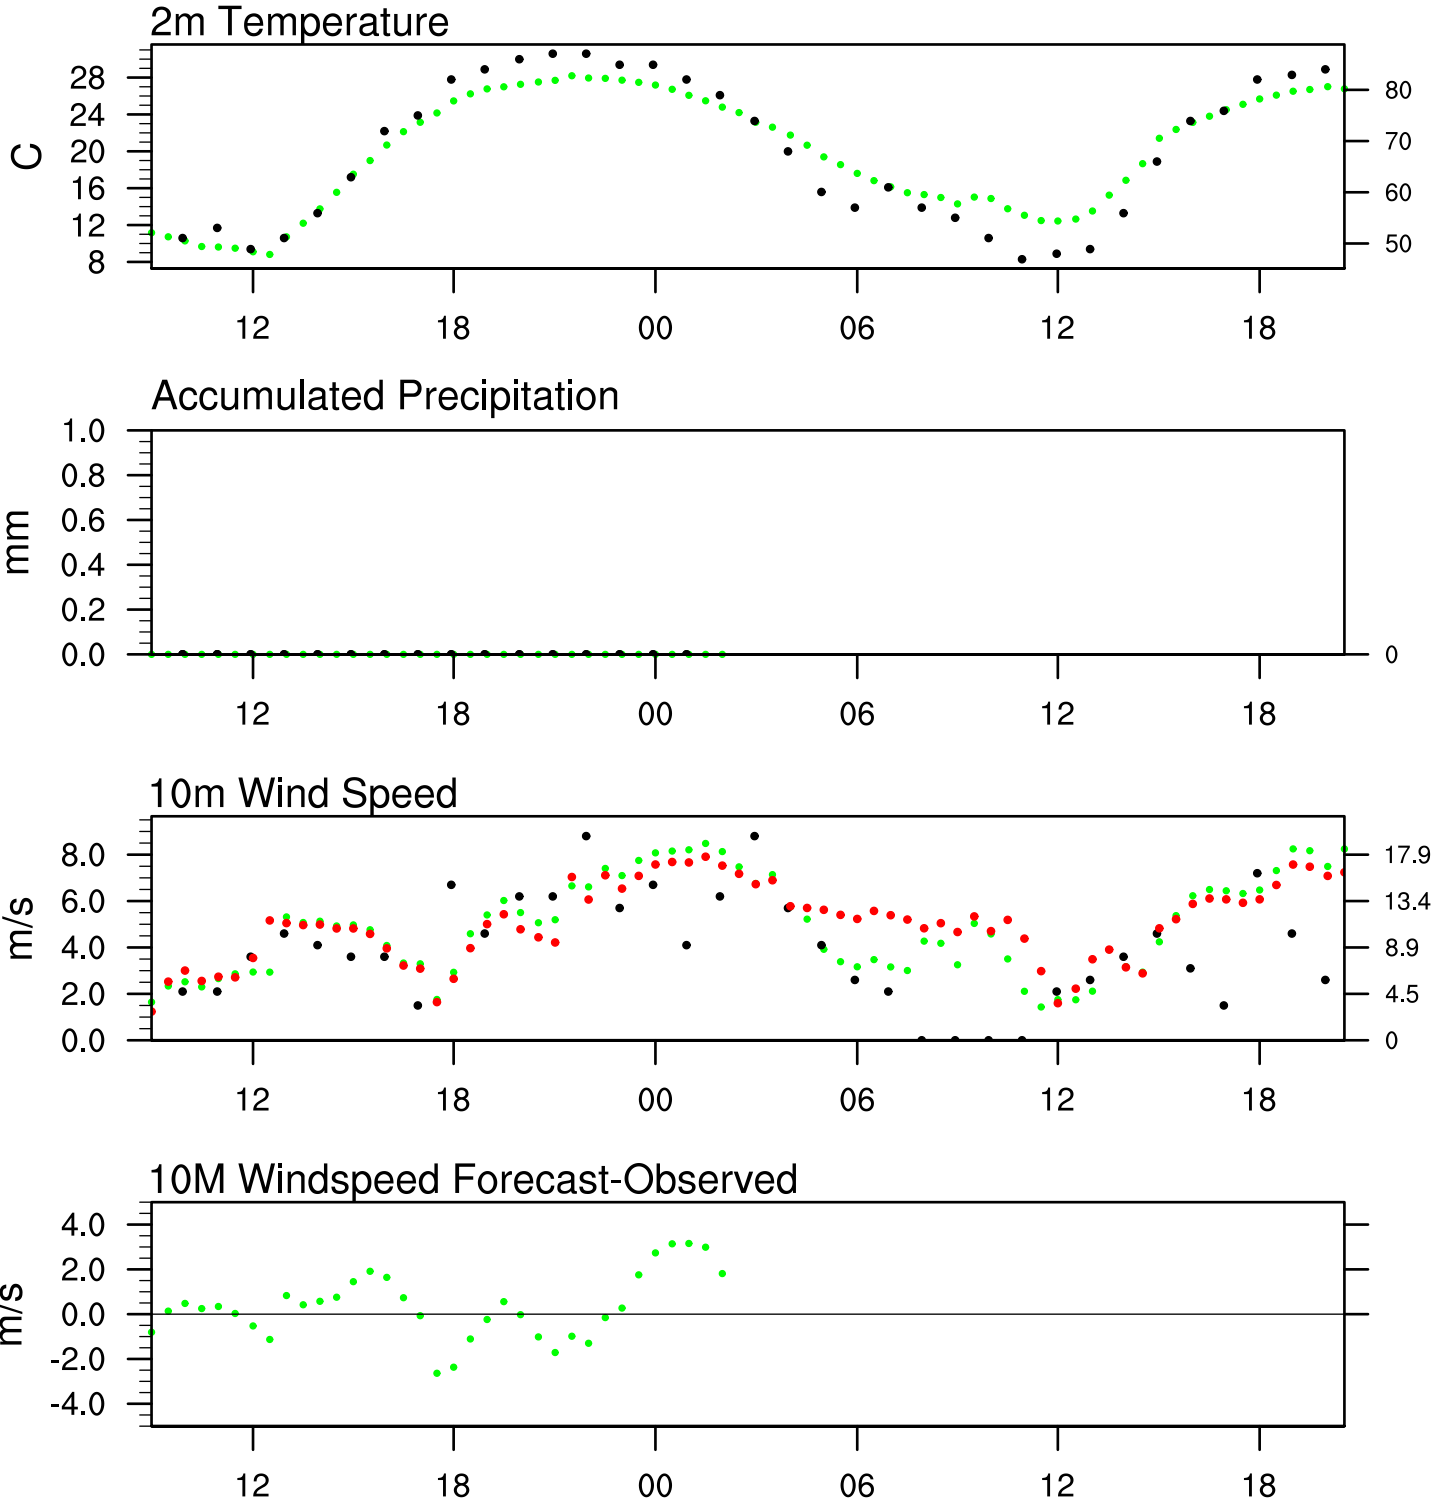 2m Temperature
28
24
20
16
12
8
C
80
70
60
50
12 18 00 06 12 18
Accumulated Precipitation
1.0
0.8
0.6
0.4
0.2
0.0
mm
0
12 18 00 06 12 18
10m Wind Speed
8.0
6.0
4.0
2.0
0.0
m/s
17.9
13.4
8.9
4.5
0
12 18 00 06 12 18
10M Windspeed Forecast-Observed
4.0
2.0
0.0
-2.0
-4.0
m/s
12 18 00 06 12 18